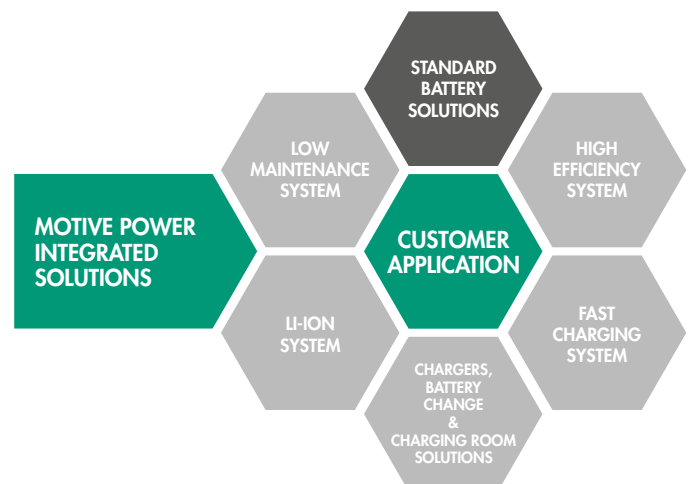 STANDARD
BATTERY
SOLUTIONS
LOW
MAINTENANCE
SYSTEM
HIGH
EFFICIENCY
SYSTEM
MOTIVE POWER
INTEGRATED
SOLUTIONS
CUSTOMER
APPLICATION
LI-ION
SYSTEM
FAST
CHARGING
SYSTEM
CHARGERS,
BATTERY
CHANGE
&
CHARGING ROOM
SOLUTIONS